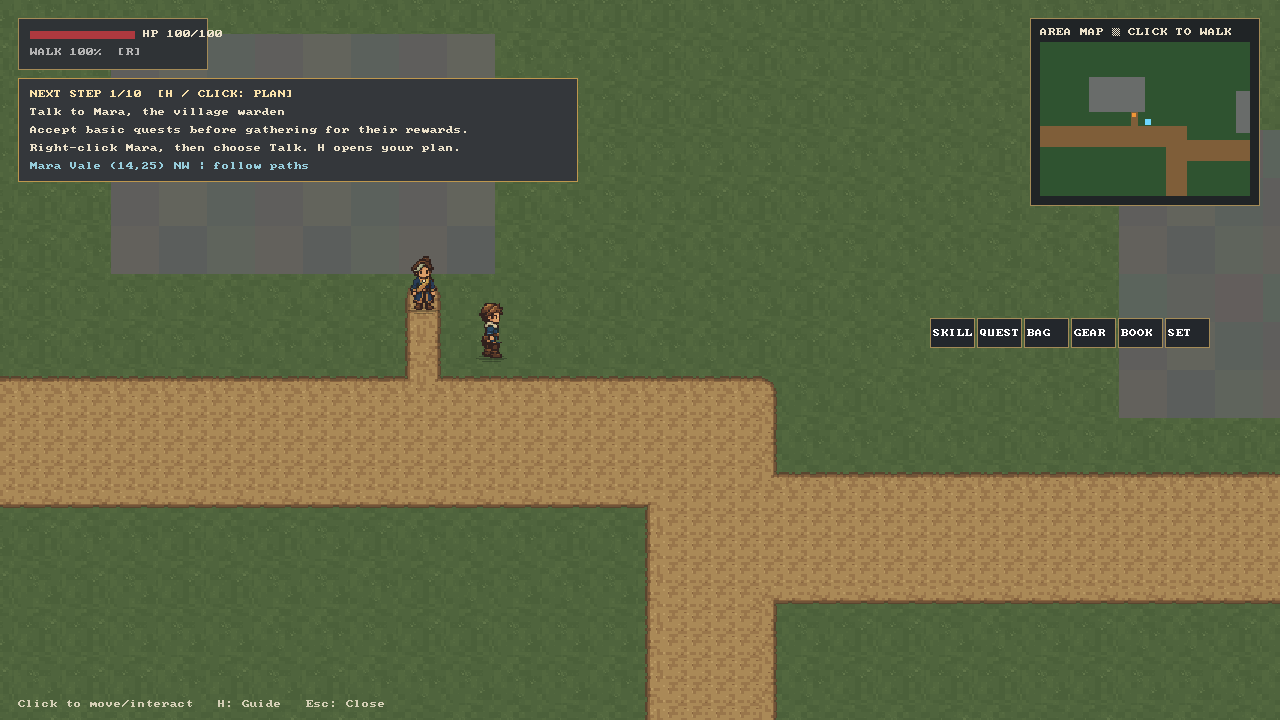 HP 100/100
WALK 100% [R]
NEXT STEP 1/10 [H / CLICK: PLAN]
Talk to Mara, the village warden
Accept basic quests before gathering for their rewards.
Right-click Mara, then choose Talk. H opens your plan.
Mara Vale (14,25) NW ¦ follow paths
AREA MAP ▒ CLICK TO WALK
SKILL QUEST BAG GEAR BOOK SET
Click to move/interact H: Guide Esc: Close